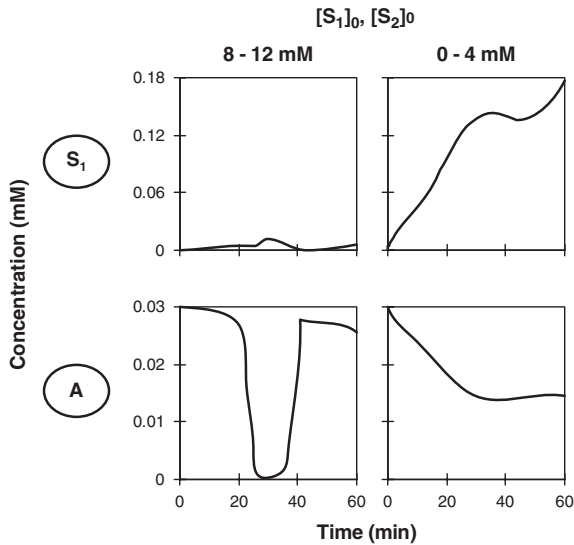 [S₁]₀, [S₂]₀
8 - 12 mM 0 - 4 mM
Concentration (mM)
S₁
0.18
0.12
0.06
0
A
0.03
0.02
0.01
0
0 20 40 60 0 20 40 60
Time (min)